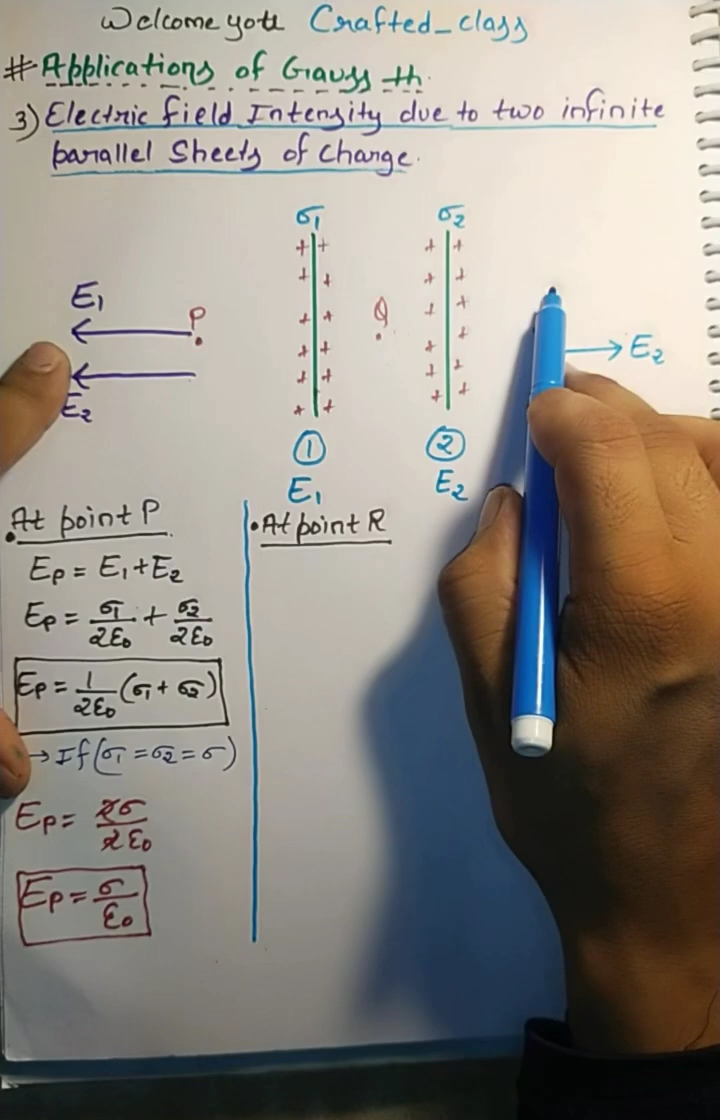 Welcome you Crafted_class
# Applications of Gauss th.
3) Electric field Intensity due to two infinite
parallel Sheets of Charge.
σ₁ σ₂
E₁
P
Q
E₂
E₂
① ②
E₁ E₂
• At point P
Eₚ = E₁ + E₂
Eₚ = σ₁/2ε₀ + σ₂/2ε₀
Eₚ = 1/2ε₀ (σ₁ + σ₂)
→ If (σ₁ = σ₂ = σ)
Eₚ = 2σ/2ε₀
Eₚ = σ/ε₀
• At point R